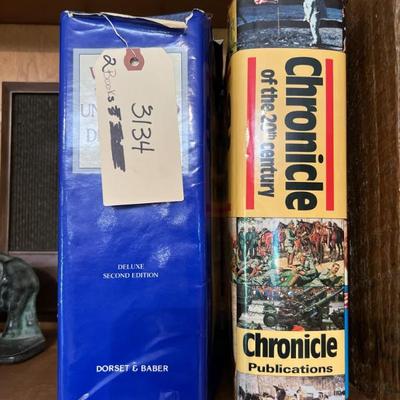 2 Books
3134
DELUXE
SECOND EDITION
DORSET & BABER
Chronicle
of the 20th century
Chronicle
Publications